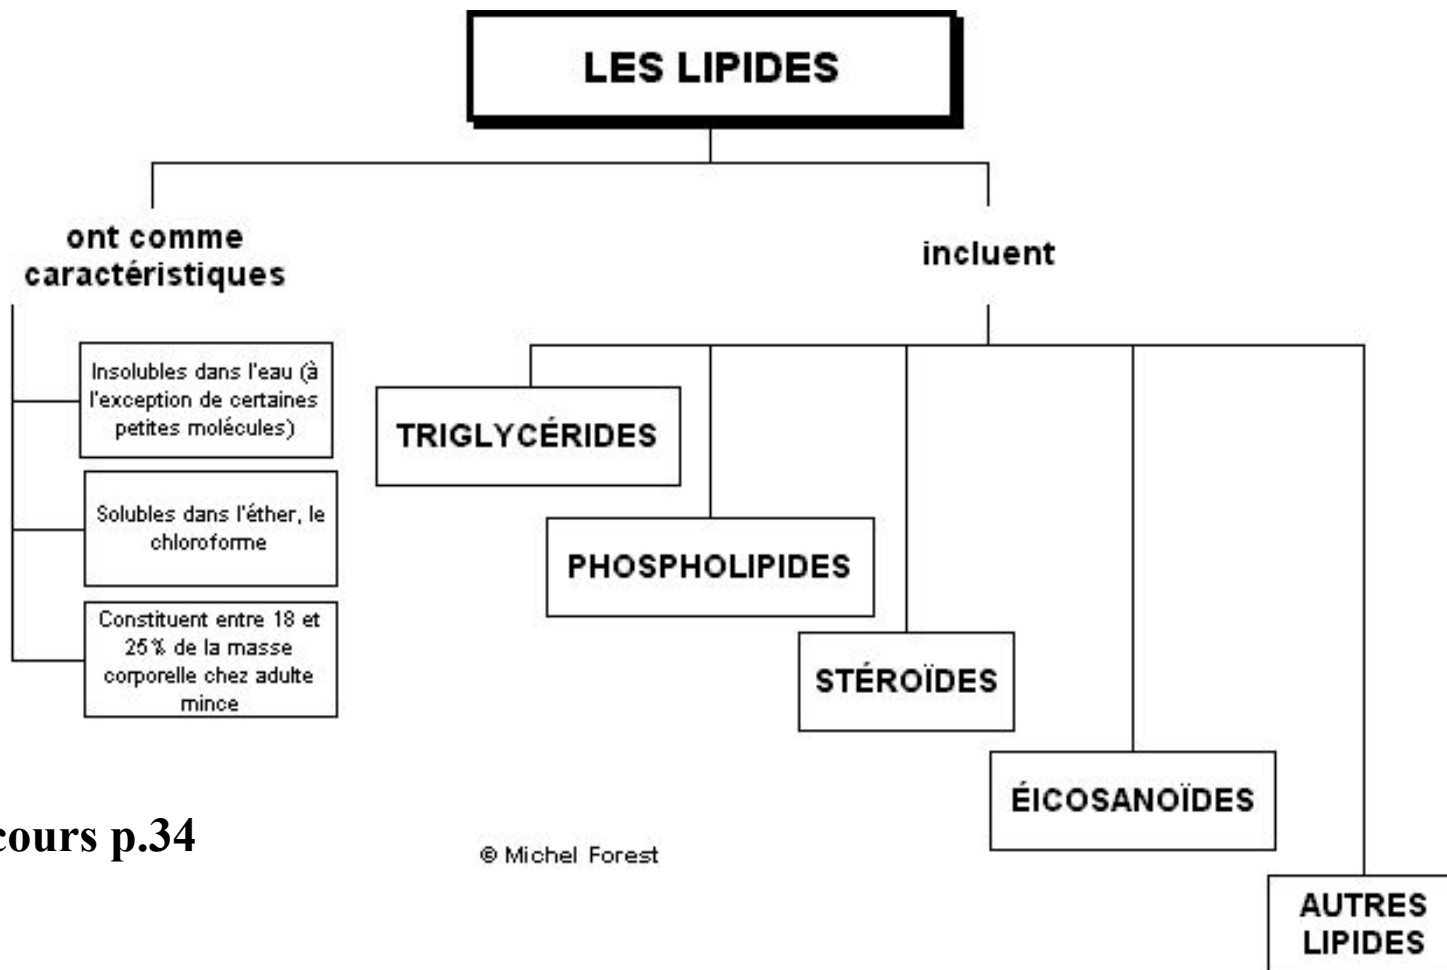 LES LIPIDES
ont comme
caractéristiques
Insolubles dans l'eau (à
l'exception de certaines
petites molécules)
Solubles dans l'éther, le
chloroforme
Constituent entre 18 et
25% de la masse
corporelle chez adulte
mince
incluent
TRIGLYCÉRIDES
PHOSPHOLIPIDES
STÉROÏDES
ÉICOSANOÏDES
AUTRES
LIPIDES
cours p.34
© Michel Forest